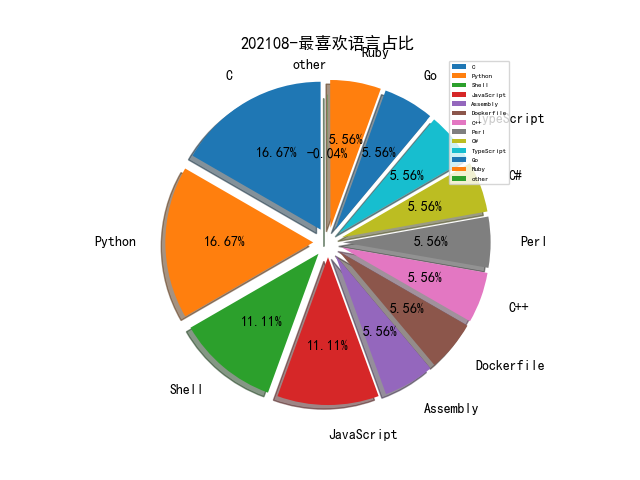 202108-最喜欢语言占比
Ruby
other
Go
C
TypeScript
C#
Python
Perl
C++
Shell
Dockerfile
Assembly
JavaScript
16.67%
-0.04%
5.56%
5.56%
5.56%
5.56%
16.67%
5.56%
5.56%
5.56%
11.11%
5.56%
11.11%
C
Python
Shell
JavaScript
Assembly
Dockerfile
C++
Perl
C#
TypeScript
Go
Ruby
other